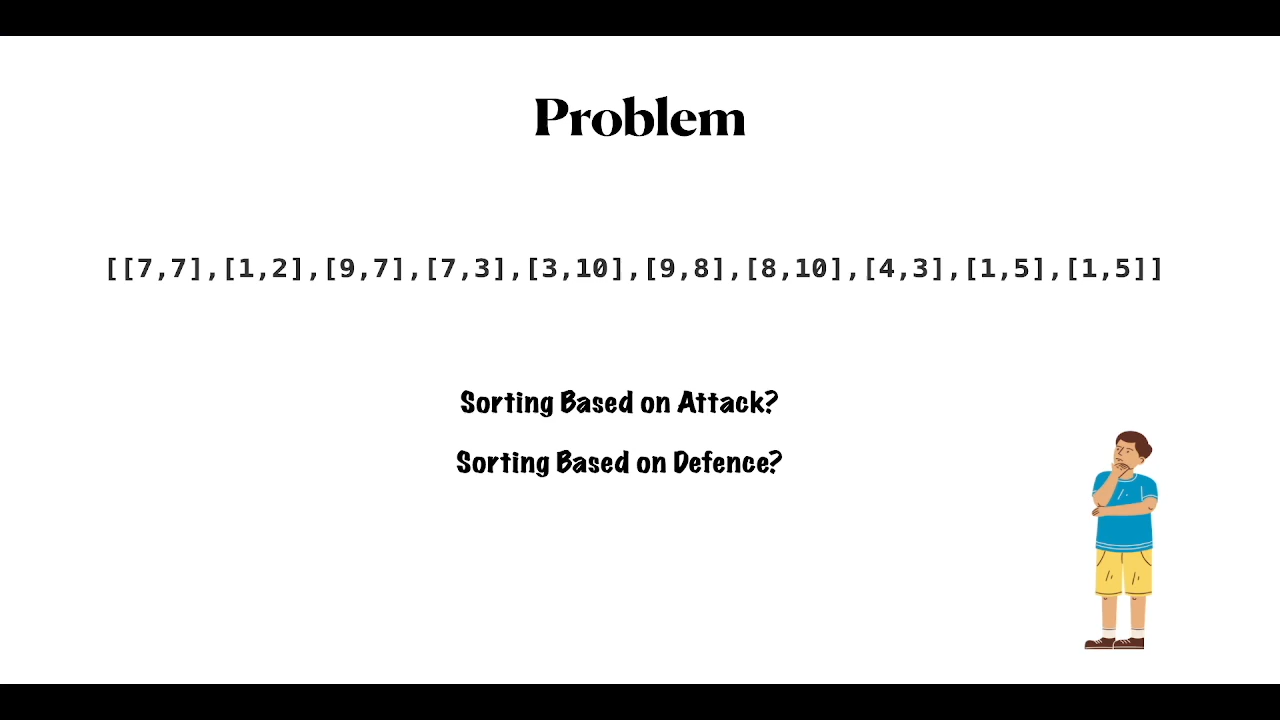 Problem
[[7,7],[1,2],[9,7],[7,3],[3,10],[9,8],[8,10],[4,3],[1,5],[1,5]]
Sorting Based on Attack?
Sorting Based on Defence?